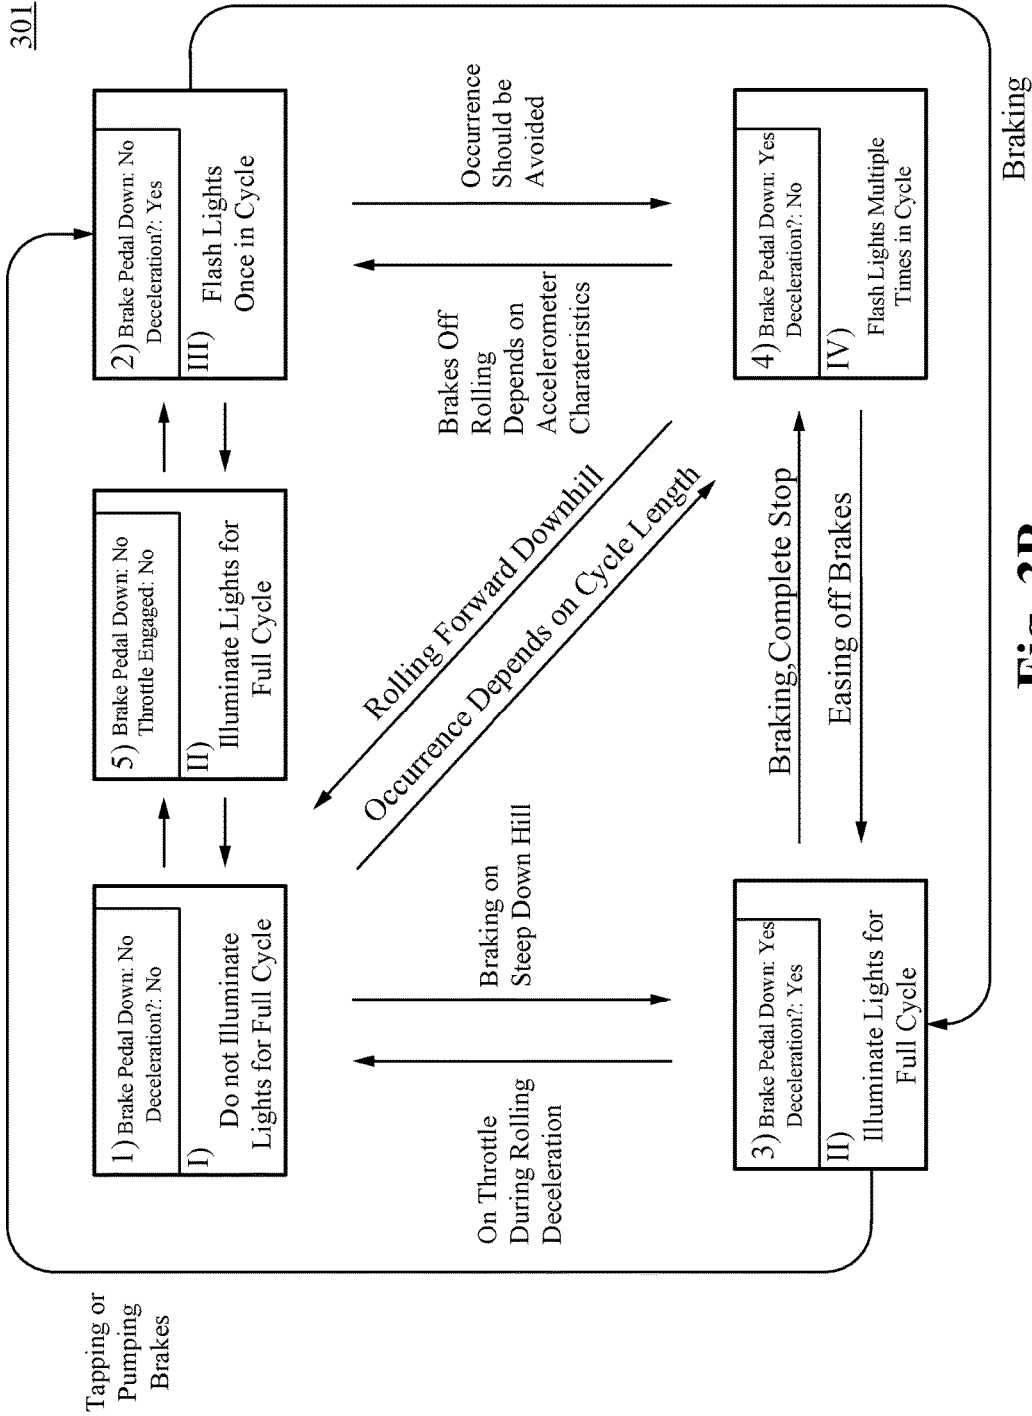 301
Tapping or
Pumping
Brakes
1) Brake Pedal Down: No
Deceleration?: No
I)
Do not Illuminate
Lights for Full Cycle
5) Brake Pedal Down: No
Throttle Engaged: No
II)
Illuminate Lights for
Full Cycle
2) Brake Pedal Down: No
Deceleration?: Yes
III)
Flash Lights
Once in Cycle
On Throttle
During Rolling
Deceleration
Braking on
Steep Down Hill
Rolling Forward Downhill
Occurrence Depends on Cycle Length
Brakes Off
Rolling
Depends on
Accelerometer
Charateristics
Occurrence
Should be
Avoided
3) Brake Pedal Down: Yes
Deceleration?: Yes
II)
Illuminate Lights for
Full Cycle
Braking,Complete Stop
Easing off Brakes
4) Brake Pedal Down: Yes
Deceleration?: No
IV)
Flash Lights Multiple
Times in Cycle
Braking